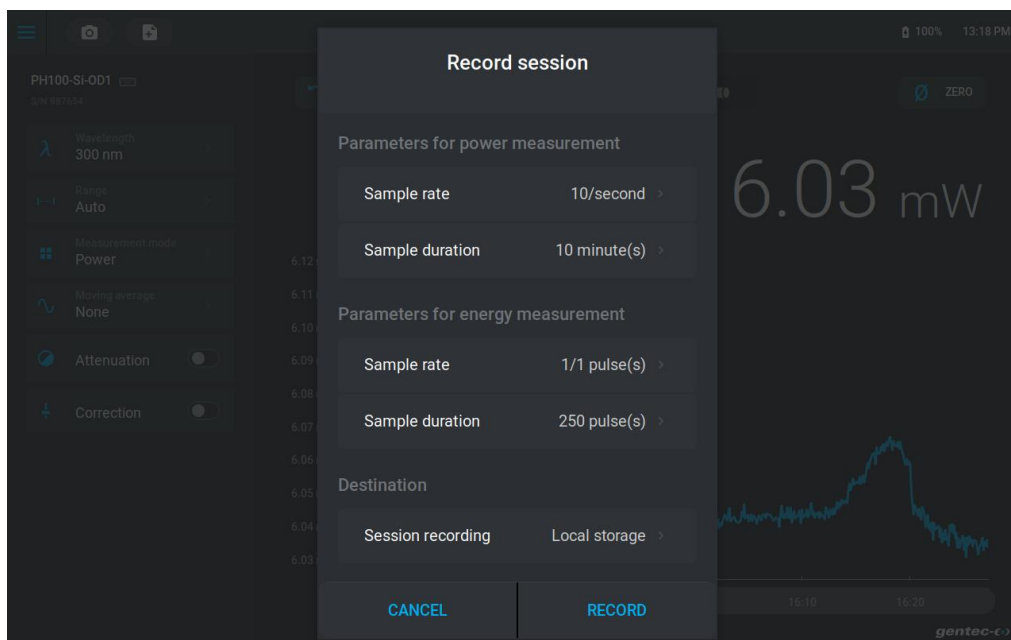 100% 13:18 PM
Record session
PH100-SI-OD1
ZERO
Wavelength
300 nm
Range
Auto
Measurement mode
Power
Moving average
None
Attenuation
Correction
Parameters for power measurement
Sample rate 10/second
Sample duration 10 minute(s)
Parameters for energy measurement
Sample rate 1/1 pulse(s)
Sample duration 250 pulse(s)
Destination
Session recording Local storage
CANCEL RECORD
6.03 mW
6.12
6.11
6.10
6.09
6.08
6.07
6.06
6.05
6.04
6.03
16:10 16:20
gentec-eo